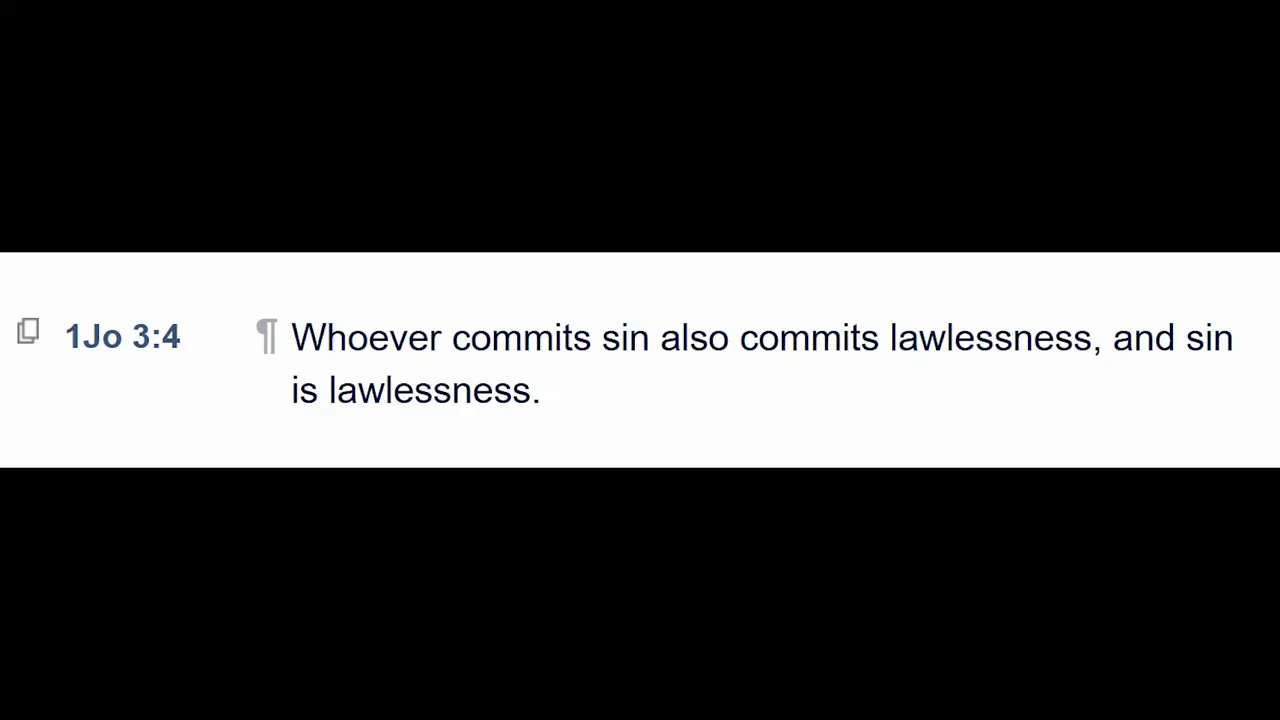 1Jo 3:4 ¶ Whoever commits sin also commits lawlessness, and sin
is lawlessness.